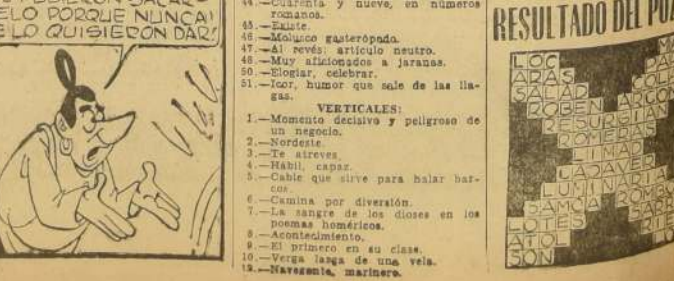 ELO PORQUE NUNCA
LO QUISIERON DAR!
44.—Cuarenta y nueve, en números
romanos.
45.—Existe.
46.—Molusco gasterópodo.
47.—Al revés: artículo neutro.
48.—Muy aficionados a jaranas.
50.—Elogiar, celebrar.
51.—Icor, humor que sale de las lla-
gas.
VERTICALES:
1.—Momento decisivo y peligroso de
un negocio.
2.—Nordeste.
3.—Te atreves.
4.—Hábil, capaz.
5.—Cable que sirve para halar bar-
cos.
6.—Camina por diversión.
7.—La sangre de los dioses en los
poemas homéricos.
8.—Acontecimiento.
9.—El primero en su clase.
10.—Verga larga de una vela.
12.—Navegante, marinero.
RESULTADO DEL
LOC
ARAS
SALAD
ROBEN ARGON
RESURGIA
ROMERAS
LIMAD
CADAVER
LUMINARIA
SAMOA ROMBO
LOTES
ATOL
SON